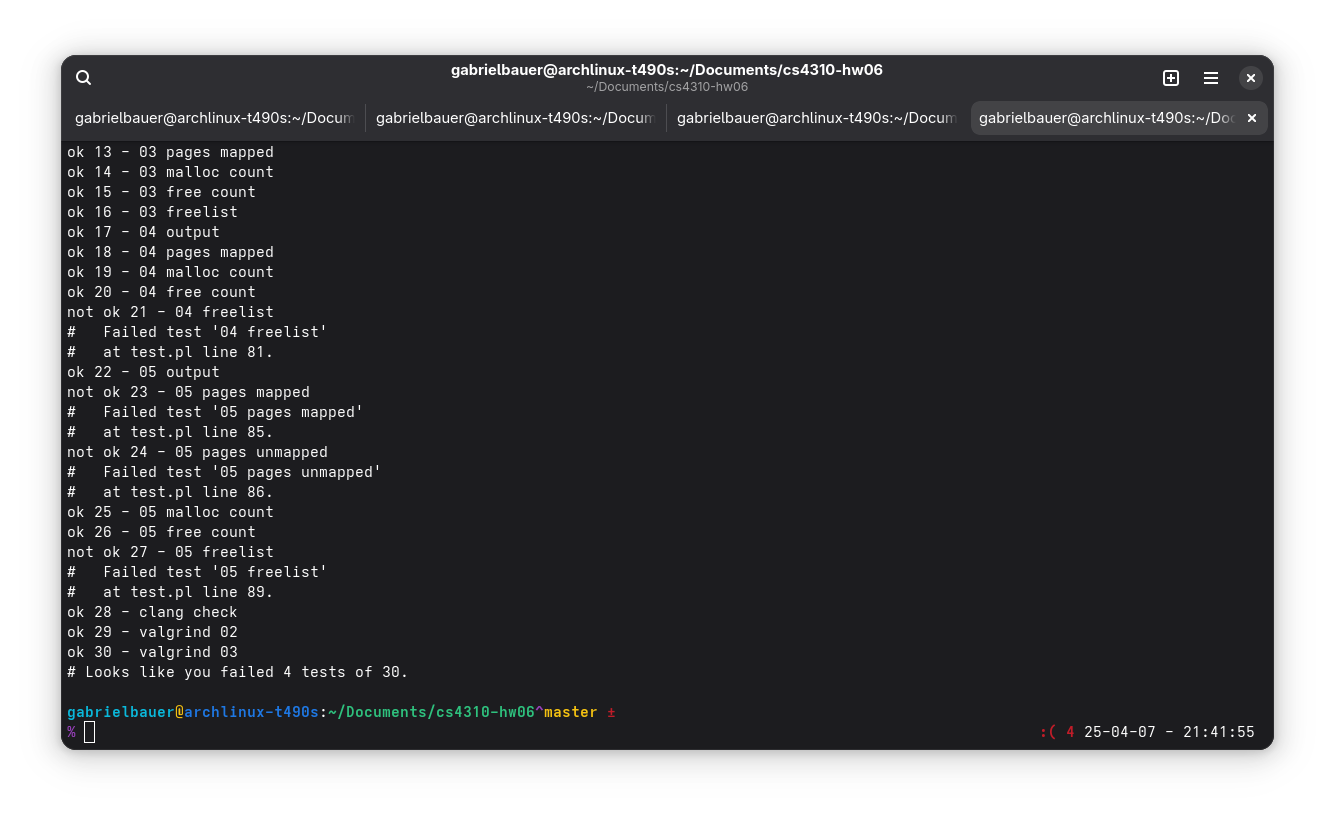 gabrielbauer@archlinux-t490s:~/Documents/cs4310-hw06
~/Documents/cs4310-hw06
gabrielbauer@archlinux-t490s:~/Docum gabrielbauer@archlinux-t490s:~/Docum gabrielbauer@archlinux-t490s:~/Docum gabrielbauer@archlinux-t490s:~/Doc
ok 13 - 03 pages mapped
ok 14 - 03 malloc count
ok 15 - 03 free count
ok 16 - 03 freelist
ok 17 - 04 output
ok 18 - 04 pages mapped
ok 19 - 04 malloc count
ok 20 - 04 free count
not ok 21 - 04 freelist
#   Failed test '04 freelist'
#   at test.pl line 81.
ok 22 - 05 output
not ok 23 - 05 pages mapped
#   Failed test '05 pages mapped'
#   at test.pl line 85.
not ok 24 - 05 pages unmapped
#   Failed test '05 pages unmapped'
#   at test.pl line 86.
ok 25 - 05 malloc count
ok 26 - 05 free count
not ok 27 - 05 freelist
#   Failed test '05 freelist'
#   at test.pl line 89.
ok 28 - clang check
ok 29 - valgrind 02
ok 30 - valgrind 03
# Looks like you failed 4 tests of 30.
gabrielbauer@archlinux-t490s:~/Documents/cs4310-hw06^master ±
% :( 4 25-04-07 - 21:41:55